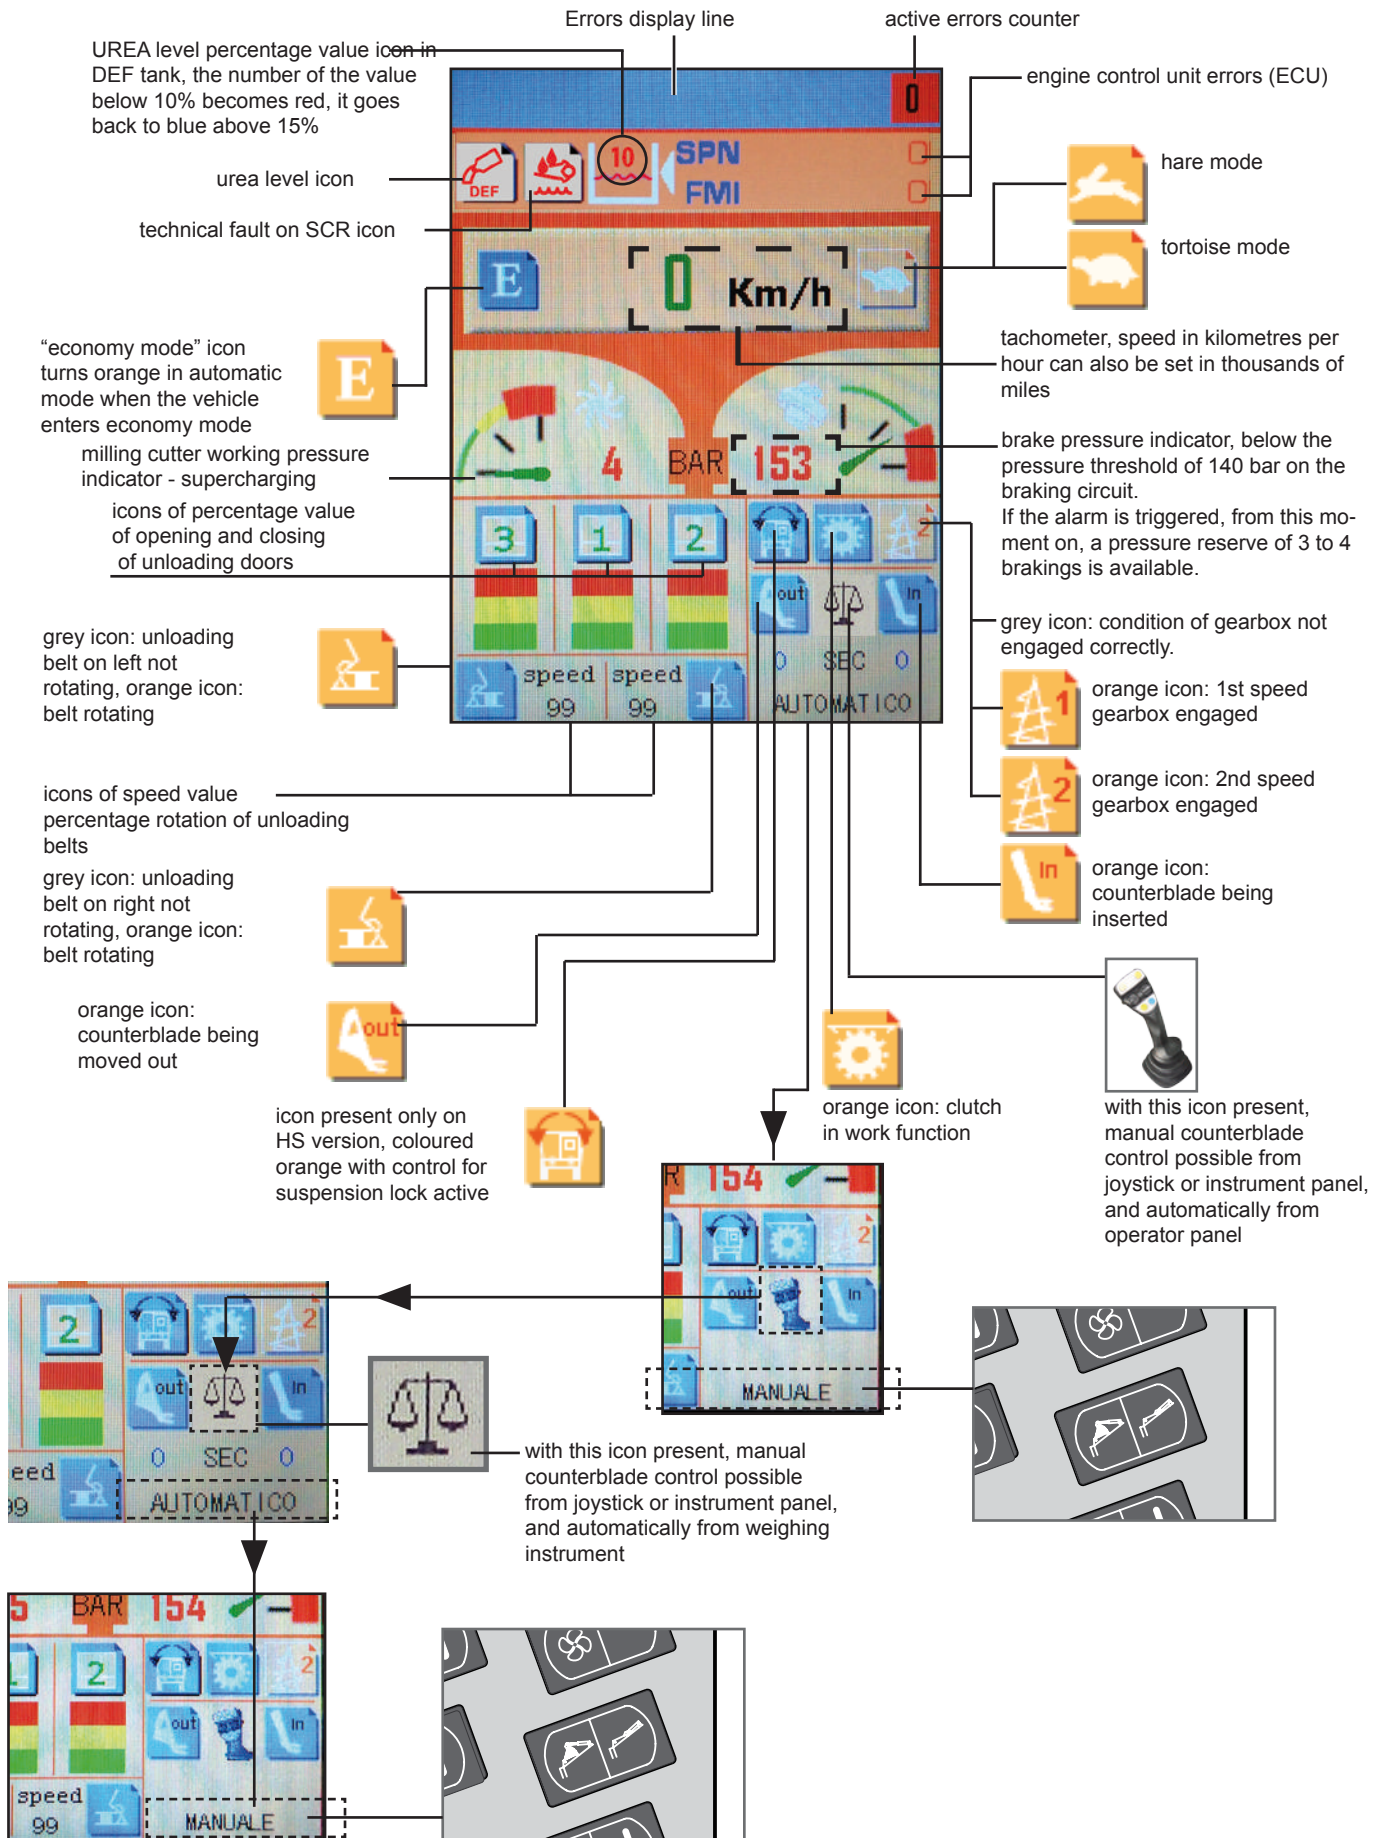 Errors display line
active errors counter
UREA level percentage value icon in
DEF tank, the number of the value
below 10% becomes red, it goes
back to blue above 15%
engine control unit errors (ECU)
0
10
SPN
FMI
0
0
DEF
urea level icon
hare mode
technical fault on SCR icon
tortoise mode
E
0 Km/h
"economy mode" icon
turns orange in automatic
mode when the vehicle
enters economy mode
E
tachometer, speed in kilometres per
hour can also be set in thousands of
miles
milling cutter working pressure
indicator - supercharging
4 BAR 153
brake pressure indicator, below the
pressure threshold of 140 bar on the
braking circuit.
If the alarm is triggered, from this mo-
ment on, a pressure reserve of 3 to 4
brakings is available.
icons of percentage value
of opening and closing
of unloading doors
3 1 2
2
out In
0 SEC 0
grey icon: unloading
belt on left not
rotating, orange icon:
belt rotating
speed speed
99 99
AUTOMATICO
grey icon: condition of gearbox not
engaged correctly.
1
orange icon: 1st speed
gearbox engaged
2
orange icon: 2nd speed
gearbox engaged
icons of speed value
percentage rotation of unloading
belts
In
orange icon:
counterblade being
inserted
grey icon: unloading
belt on right not
rotating, orange icon:
belt rotating
orange icon:
counterblade being
moved out
out
icon present only on
HS version, coloured
orange with control for
suspension lock active
orange icon: clutch
in work function
with this icon present,
manual counterblade
control possible from
joystick or instrument panel,
and automatically from
operator panel
R 154
2
out In
MANUALE
2
2
out In
0 SEC 0
eed
99
AUTOMATICO
with this icon present, manual
counterblade control possible
from joystick or instrument panel,
and automatically from weighing
instrument
5 BAR 154
2
2
out In
speed
99
MANUALE